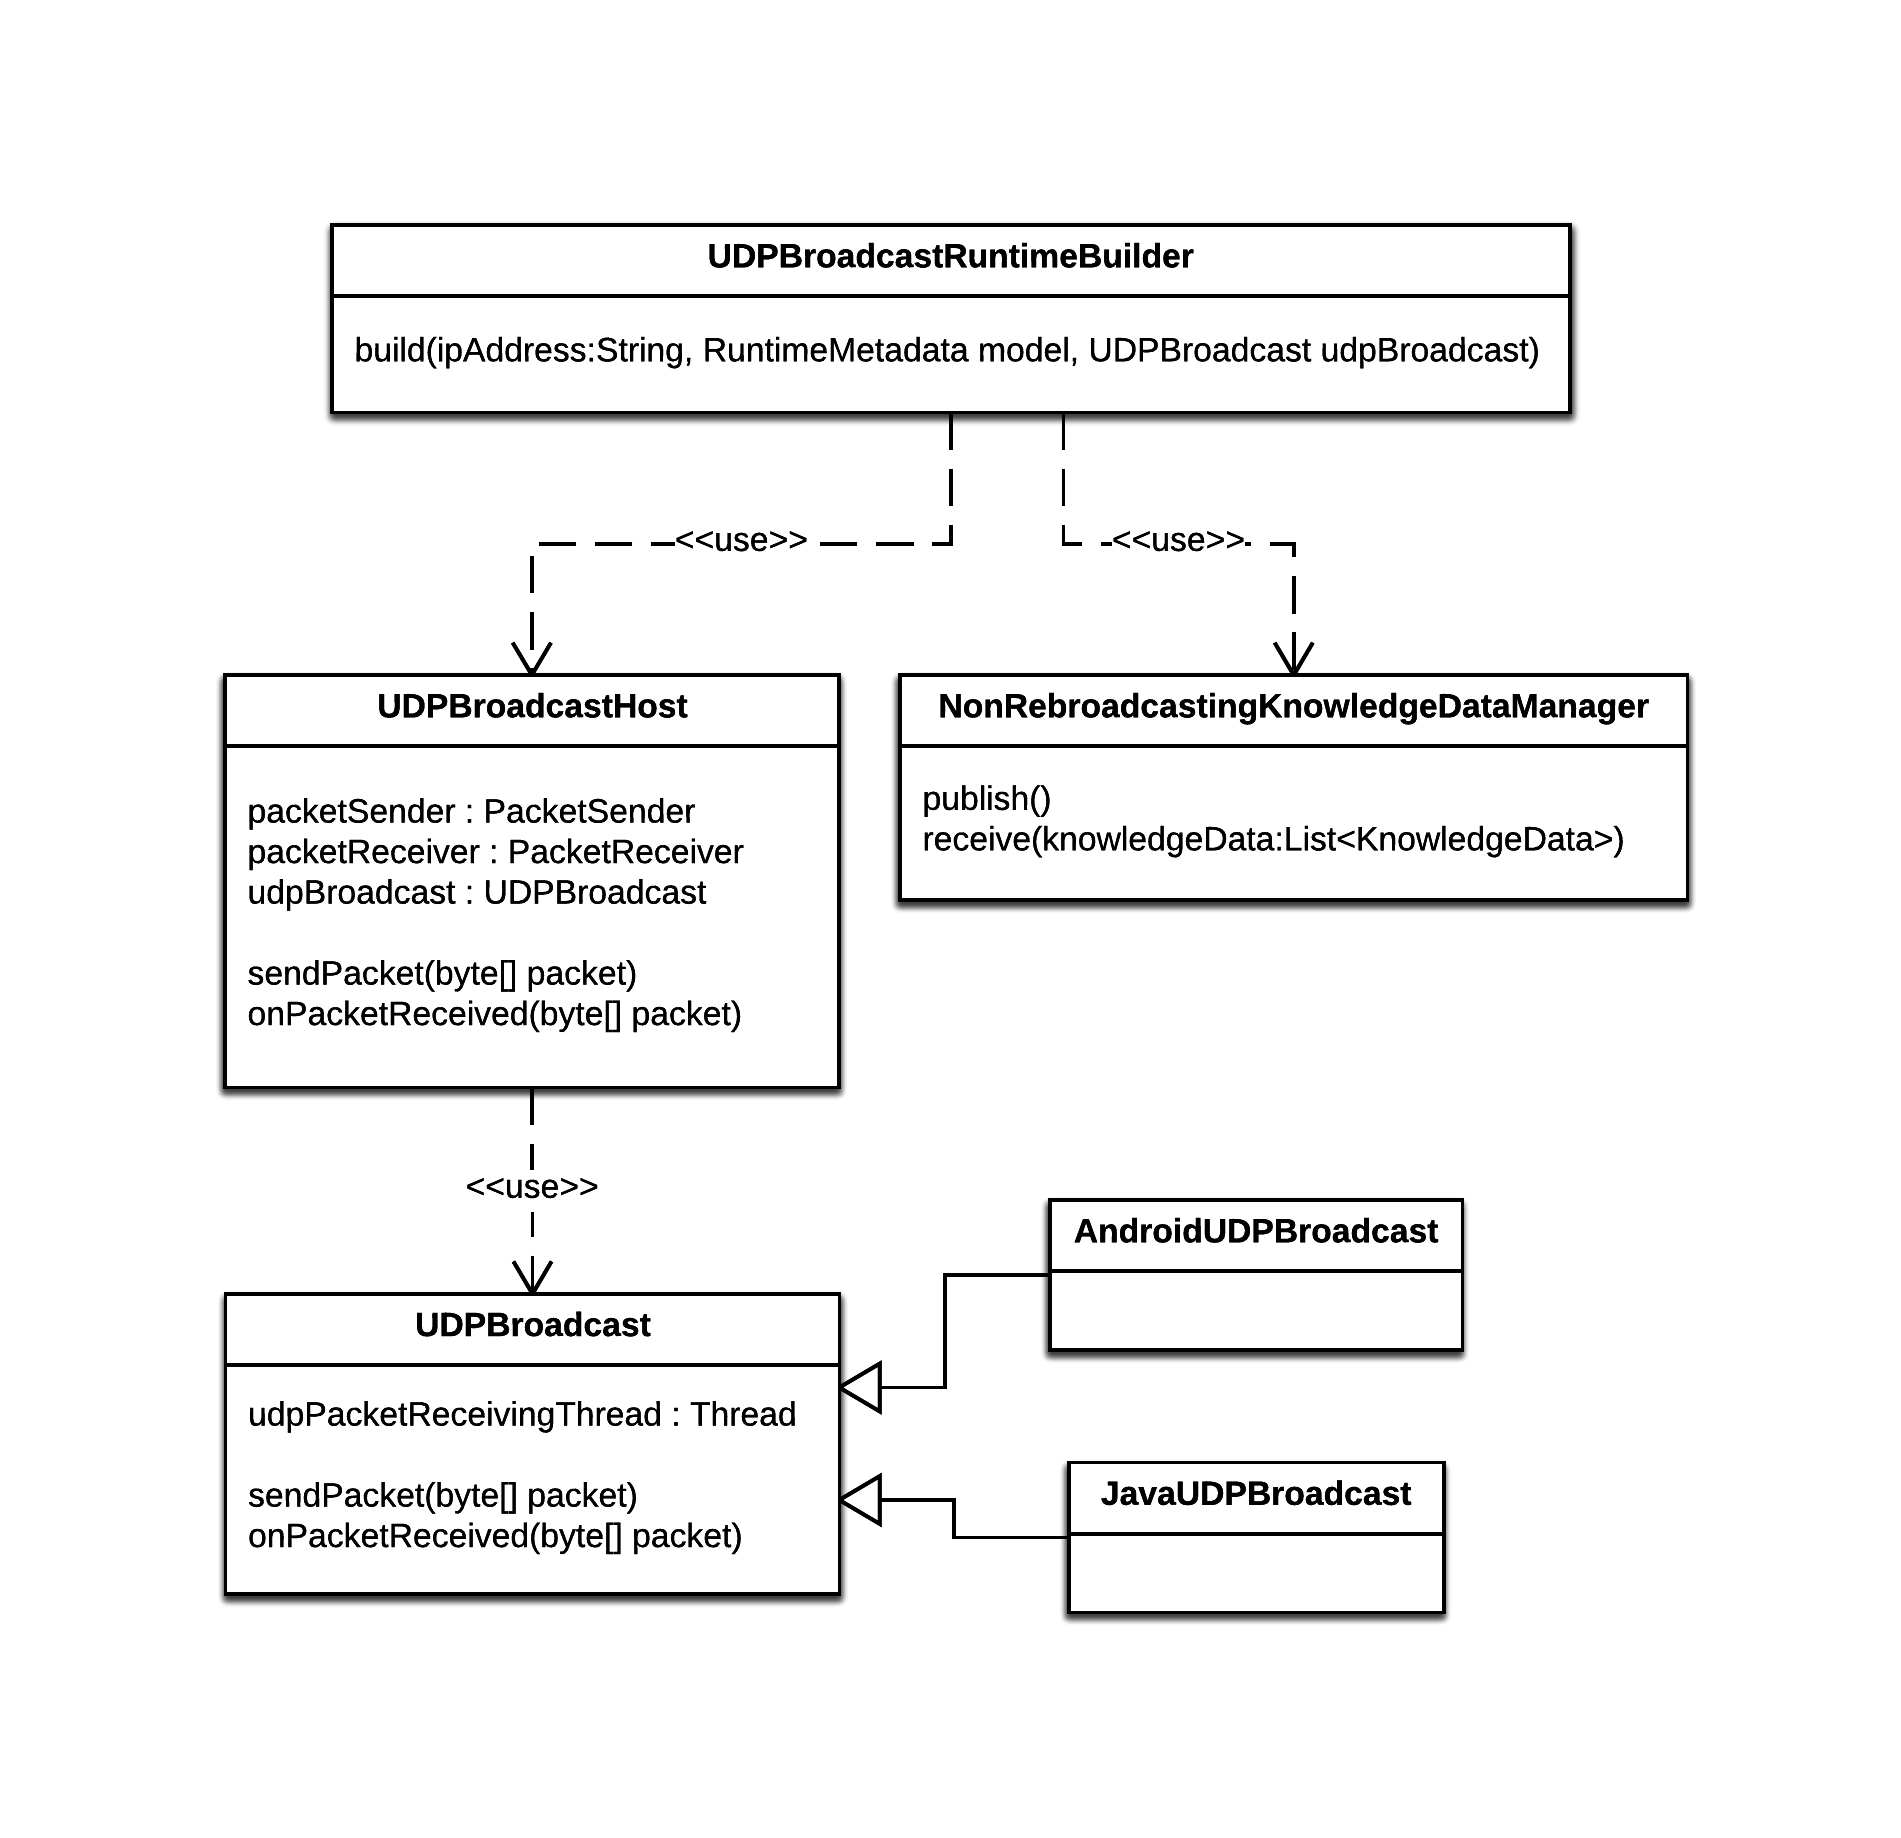 UDPBroadcastRuntimeBuilder
build(ipAddress:String, RuntimeMetadata model, UDPBroadcast udpBroadcast)
<<use>>
<<use>>
UDPBroadcastHost
packetSender : PacketSender
packetReceiver : PacketReceiver
udpBroadcast : UDPBroadcast
sendPacket(byte[] packet)
onPacketReceived(byte[] packet)
NonRebroadcastingKnowledgeDataManager
publish()
receive(knowledgeData:List<KnowledgeData>)
<<use>>
UDPBroadcast
udpPacketReceivingThread : Thread
sendPacket(byte[] packet)
onPacketReceived(byte[] packet)
AndroidUDPBroadcast
JavaUDPBroadcast